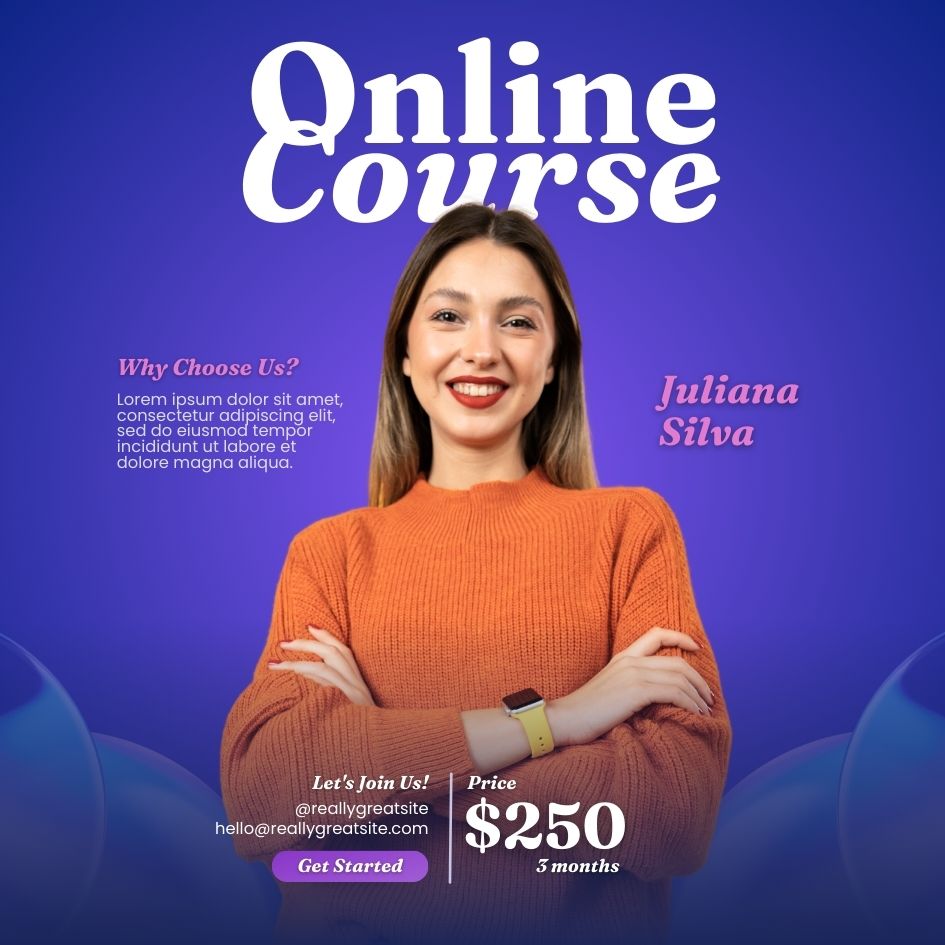 Online
Course
Why Choose Us?
Lorem ipsum dolor sit amet,
consectetur adipiscing elit,
sed do eiusmod tempor
incididunt ut labore et
dolore magna aliqua.
Juliana
Silva
Let's Join Us!
@reallygreatsite
hello@reallygreatsite.com
Get Started
Price
$250
3 months